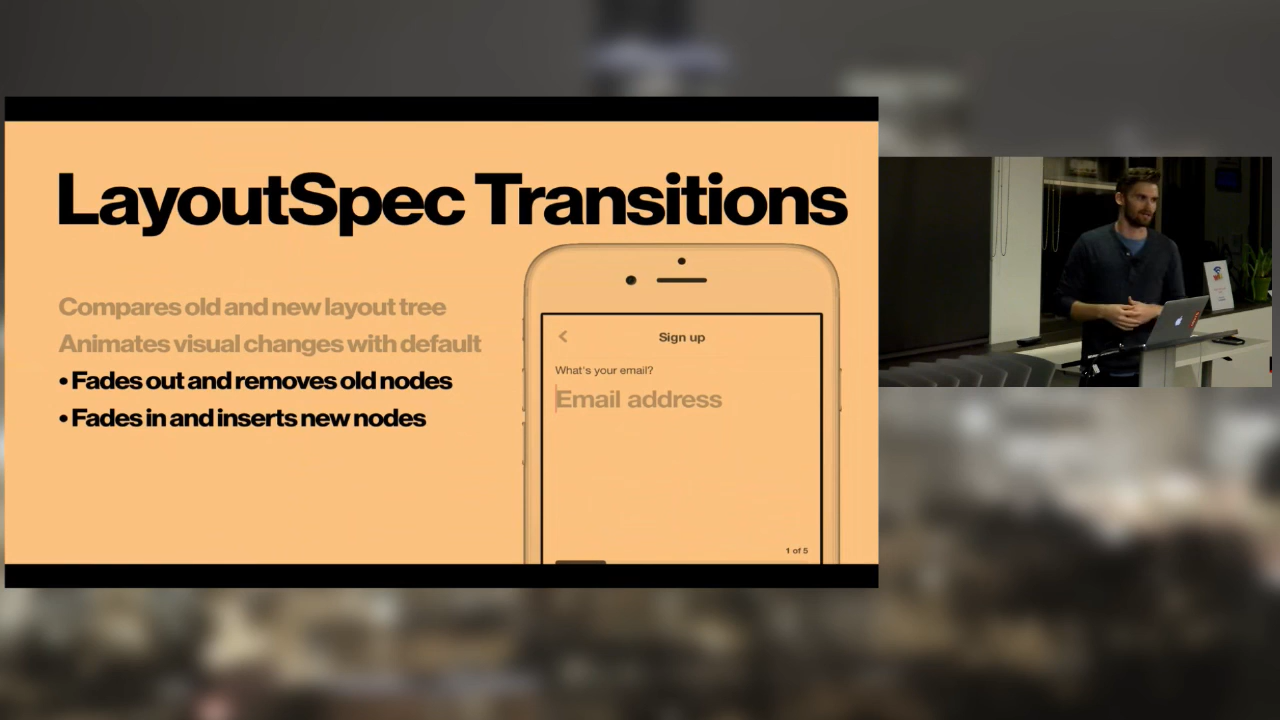 LayoutSpec Transitions
Compares old and new layout tree
Animates visual changes with default
• Fades out and removes old nodes
• Fades in and inserts new nodes
Sign up
What's your email?
Email address
1 of 5